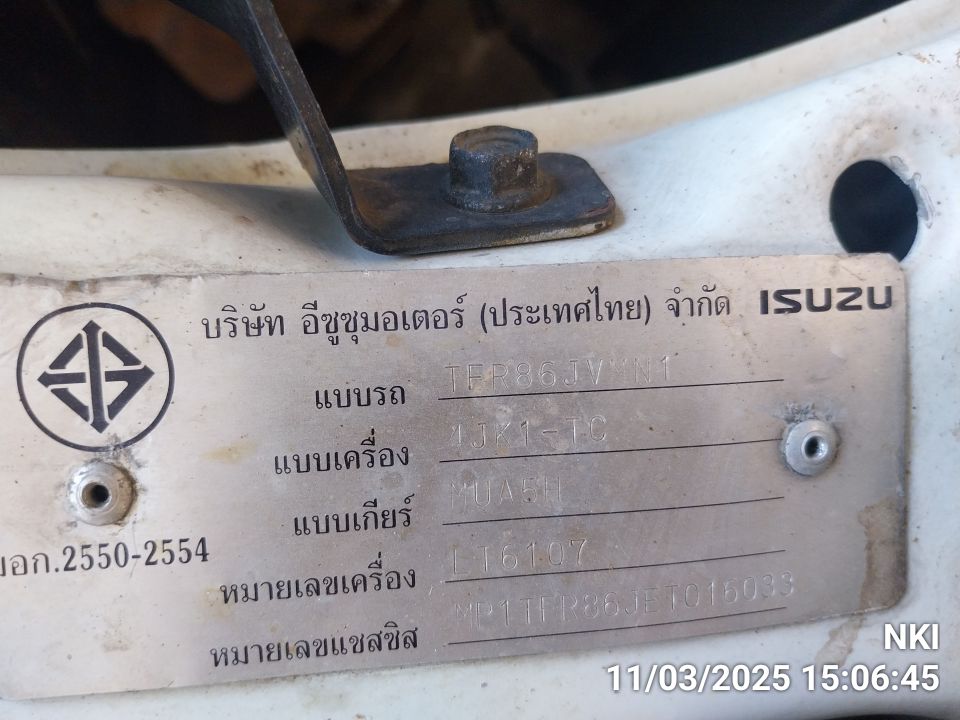 บริษัท อีซูซุมอเตอร์ (ประเทศไทย) จำกัด ISUZU
แบบรถ TFR86JVMN1
แบบเครื่อง 4JK1-TC
แบบเกียร์ MUA5H
มอก.2550-2554
หมายเลขเครื่อง LT6107
หมายเลขแชสซิส MP1TFR86JET016033
NKI
11/03/2025 15:06:45